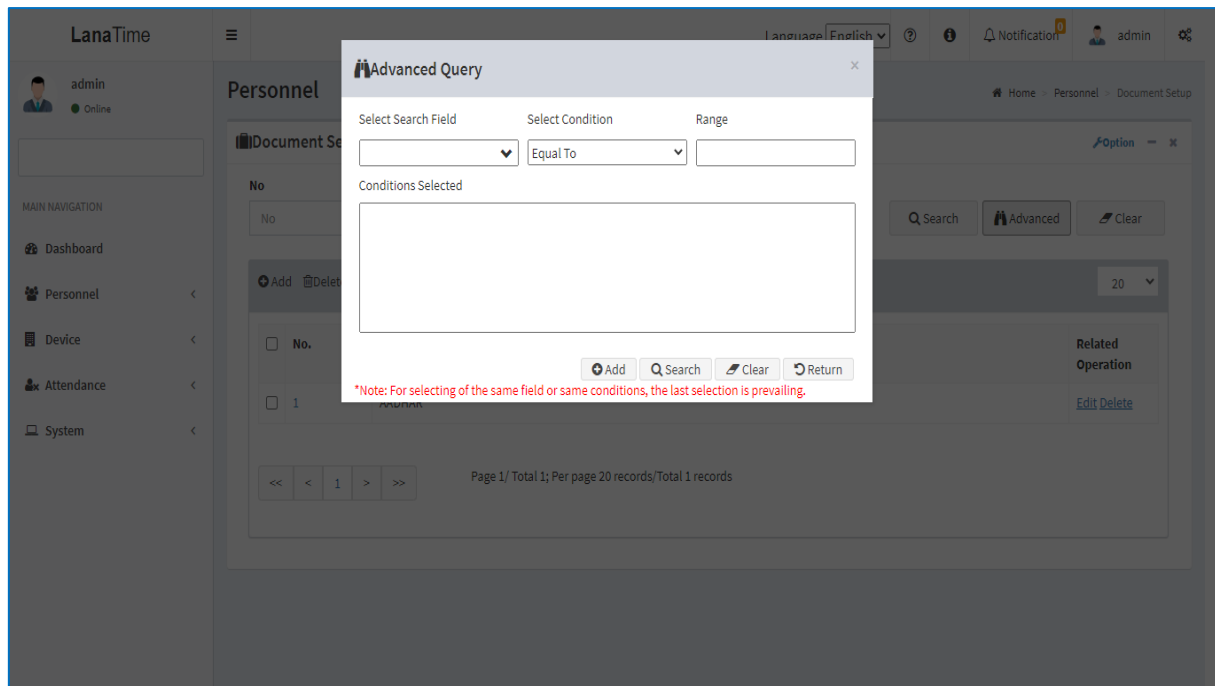 LanaTime
Language English
Notification 0
admin
admin
Online
Personnel
Home > Personnel > Document Setup
Advanced Query ×
Select Search Field Select Condition Range
Equal To
Conditions Selected
Add Search Clear Return
*Note: For selecting of the same field or same conditions, the last selection is prevailing.
Document Se
Option
No
No
Search Advanced Clear
Add Delet
20
No. Related
Operation
1 AADHAR Edit Delete
<< < 1 > >> Page 1/ Total 1; Per page 20 records/Total 1 records
MAIN NAVIGATION
Dashboard
Personnel <
Device <
Attendance <
System <